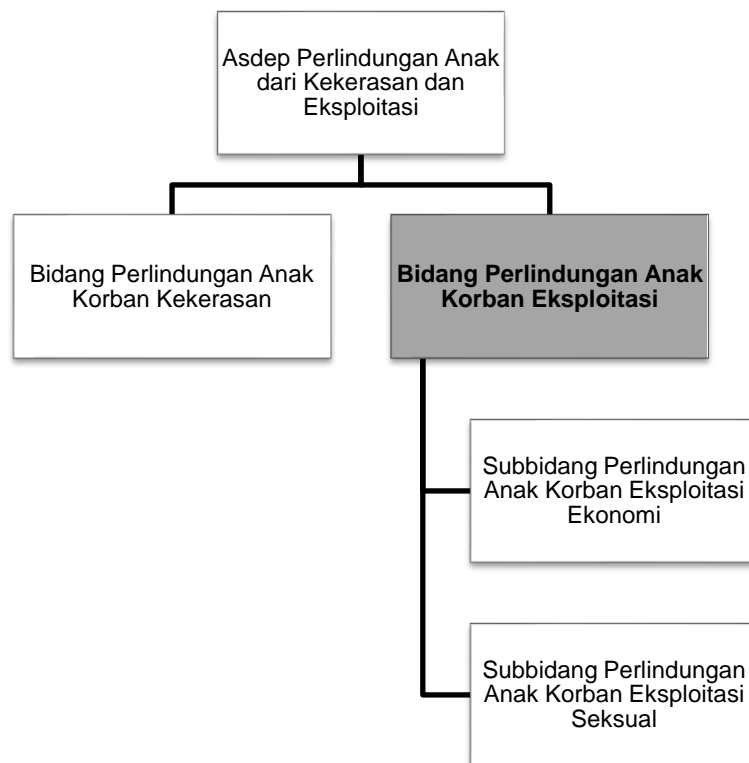 Asdep Perlindungan Anak
dari Kekerasan dan
Eksploitasi
Bidang Perlindungan Anak
Korban Kekerasan
Bidang Perlindungan Anak
Korban Eksploitasi
Subbidang Perlindungan
Anak Korban Eksploitasi
Ekonomi
Subbidang Perlindungan
Anak Korban Eksploitasi
Seksual